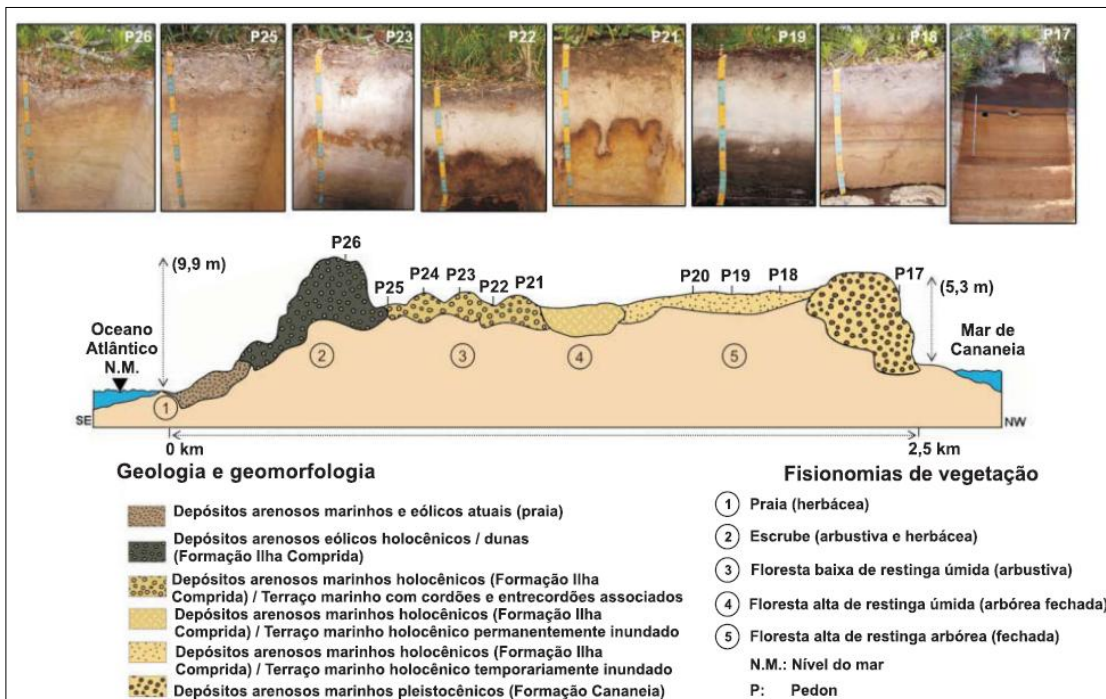 P26
P25
P23
P22
P21
P19
P18
P17
(9,9 m)
P26
P25
P24
P23
P22
P21
P20
P19
P18
P17
(5,3 m)
Oceano
Atlântico
N.M.
Mar de
Cananeia
1
2
3
4
5
SE
NW
0 km
2,5 km
Geologia e geomorfologia
Depósitos arenosos marinhos e eólicos atuais (praia)
Depósitos arenosos eólicos holocênicos / dunas
(Formação Ilha Comprida)
Depósitos arenosos marinhos holocênicos (Formação Ilha
Comprida) / Terraço marinho com cordões e entrecordões associados
Depósitos arenosos marinhos holocênicos (Formação Ilha
Comprida) / Terraço marinho holocênico permanentemente inundado
Depósitos arenosos marinhos holocênicos (Formação Ilha
Comprida) / Terraço marinho holocênico temporariamente inundado
Depósitos arenosos marinhos pleistocênicos (Formação Cananeia)
Fisionomias de vegetação
1 Praia (herbácea)
2 Escrube (arbustiva e herbácea)
3 Floresta baixa de restinga úmida (arbustiva)
4 Floresta alta de restinga úmida (arbórea fechada)
5 Floresta alta de restinga arbórea (fechada)
N.M.: Nível do mar
P: Pedon